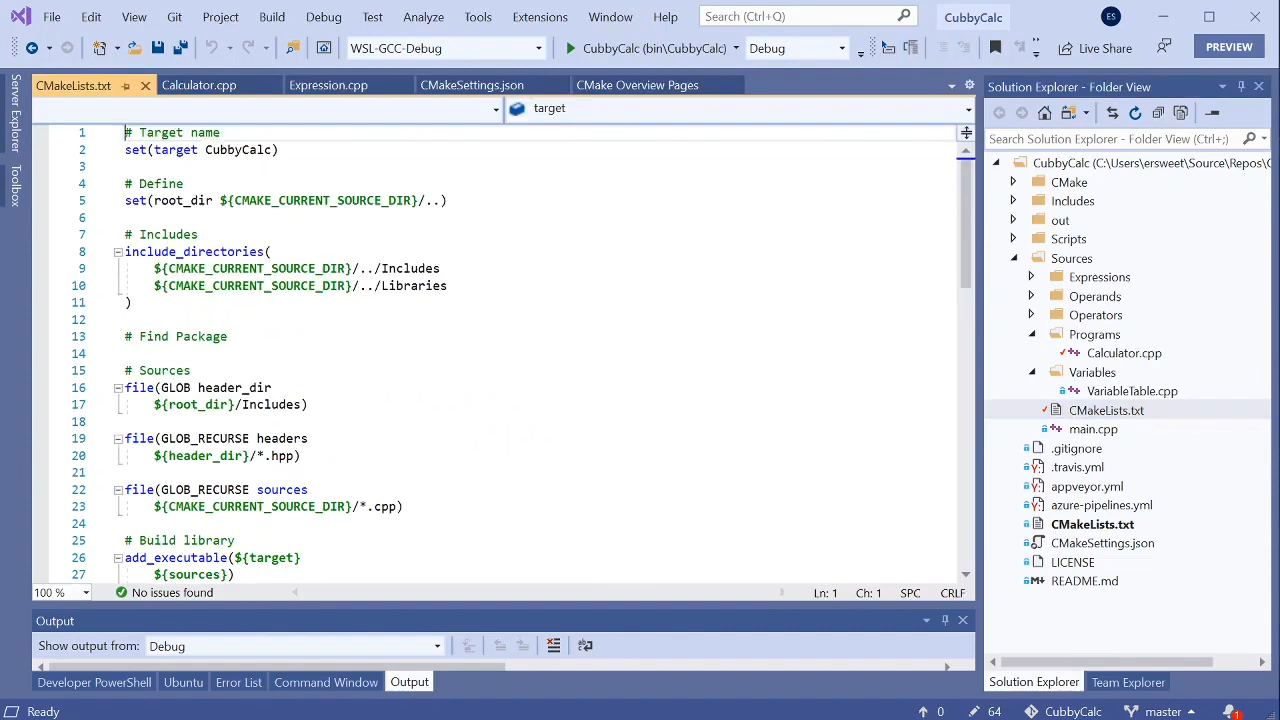 File Edit View Git Project Build Debug Test Analyze Tools Extensions Window Help Search (Ctrl+Q) CubbyCalc ES
WSL-GCC-Debug CubbyCalc (bin\CubbyCalc) Debug Live Share PREVIEW
Server Explorer
Toolbox
CMakeLists.txt Calculator.cpp Expression.cpp CMakeSettings.json CMake Overview Pages
target
1 # Target name
2 set(target CubbyCalc)
3
4 # Define
5 set(root_dir ${CMAKE_CURRENT_SOURCE_DIR}/..)
6
7 # Includes
8 include_directories(
9 ${CMAKE_CURRENT_SOURCE_DIR}/../Includes
10 ${CMAKE_CURRENT_SOURCE_DIR}/../Libraries
11 )
12
13 # Find Package
14
15 # Sources
16 file(GLOB header_dir
17 ${root_dir}/Includes)
18
19 file(GLOB_RECURSE headers
20 ${header_dir}/*.hpp)
21
22 file(GLOB_RECURSE sources
23 ${CMAKE_CURRENT_SOURCE_DIR}/*.cpp)
24
25 # Build library
26 add_executable(${target}
27 ${sources})
100 % No issues found Ln: 1 Ch: 1 SPC CRLF
Output
Show output from: Debug
Developer PowerShell Ubuntu Error List Command Window Output
Solution Explorer - Folder View
Search Solution Explorer - Folder View (Ctrl+;)
CubbyCalc (C:\Users\ersweet\Source\Repos\C
CMake
Includes
out
Scripts
Sources
Expressions
Operands
Operators
Programs
Calculator.cpp
Variables
VariableTable.cpp
CMakeLists.txt
main.cpp
.gitignore
.travis.yml
appveyor.yml
azure-pipelines.yml
CMakeLists.txt
CMakeSettings.json
LICENSE
README.md
Solution Explorer Team Explorer
Ready 0 64 CubbyCalc master 1